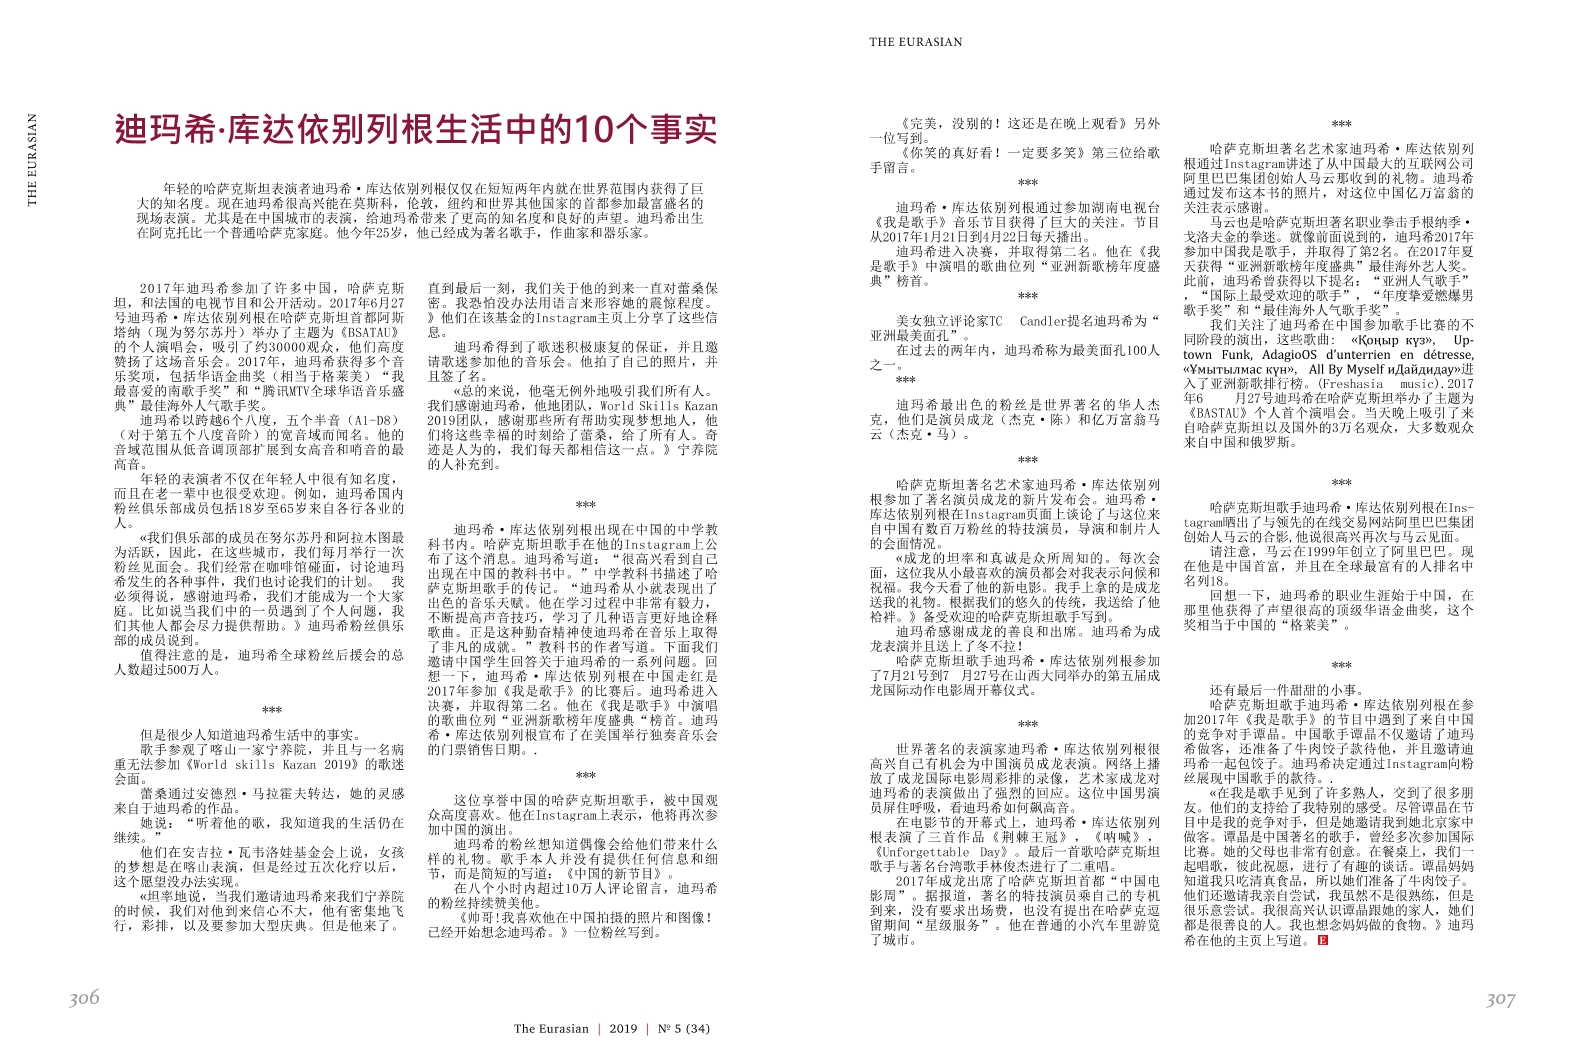 THE EURASIAN
THE EURASIAN
迪玛希·库达依别列根生活中的10个事实
年轻的哈萨克斯坦表演者迪玛希·库达依别列根仅仅在短短两年内就在世界范围内获得了巨
大的知名度。现在迪玛希很高兴能在莫斯科，伦敦，纽约和世界其他国家的首都参加最富盛名的
现场表演。尤其是在中国城市的表演，给迪玛希带来了更高的知名度和良好的声望。迪玛希出生
在阿克托比一个普通哈萨克家庭。他今年25岁，他已经成为著名歌手，作曲家和器乐家。
2017年迪玛希参加了许多中国，哈萨克斯
坦，和法国的电视节目和公开活动。2017年6月27
号迪玛希·库达依别列根在哈萨克斯坦首都阿斯
塔纳（现为努尔苏丹）举办了主题为《BSATAU》
的个人演唱会，吸引了约30000观众，他们高度
赞扬了这场音乐会。2017年，迪玛希获得多个音
乐奖项，包括华语金曲奖（相当于格莱美）“我
最喜爱的南歌手奖”和“腾讯MTV全球华语音乐盛
典”最佳海外人气歌手奖。
迪玛希以跨越6个八度，五个半音（A1-D8）
（对于第五个八度音阶）的宽音域而闻名。他的
音域范围从低音调顶部扩展到女高音和哨音的最
高音。
年轻的表演者不仅在年轻人中很有知名度，
而且在老一辈中也很受欢迎。例如，迪玛希国内
粉丝俱乐部成员包括18岁至65岁来自各行各业的
人。
«我们俱乐部的成员在努尔苏丹和阿拉木图最
为活跃，因此，在这些城市，我们每月举行一次
粉丝见面会。我们经常在咖啡馆碰面，讨论迪玛
希发生的各种事件，我们也讨论我们的计划。 我
必须得说，感谢迪玛希，我们才能成为一个大家
庭。比如说当我们中的一员遇到了个人问题，我
们其他人都会尽力提供帮助。》迪玛希粉丝俱乐
部的成员说到。
值得注意的是，迪玛希全球粉丝后援会的总
人数超过500万人。
***
但是很少人知道迪玛希生活中的事实。
歌手参观了喀山一家宁养院，并且与一名病
重无法参加《World skills Kazan 2019》的歌迷
会面。
蕾桑通过安德烈·马拉霍夫转达，她的灵感
来自于迪玛希的作品。
她说：“听着他的歌，我知道我的生活仍在
继续。”
他们在安吉拉·瓦韦洛娃基金会上说，女孩
的梦想是在喀山表演，但是经过五次化疗以后，
这个愿望没办法实现。
«坦率地说，当我们邀请迪玛希来我们宁养院
的时候，我们对他到来信心不大，他有密集地飞
行，彩排，以及要参加大型庆典。但是他来了。
直到最后一刻，我们关于他的到来一直对蕾桑保
密。我恐怕没办法用语言来形容她的震惊程度。
》他们在该基金的Instagram主页上分享了这些信
息。
迪玛希得到了歌迷积极康复的保证，并且邀
请歌迷参加他的音乐会。他拍了自己的照片，并
且签了名。
«总的来说，他毫无例外地吸引我们所有人。
我们感谢迪玛希，他地团队，World Skills Kazan
2019团队，感谢那些所有帮助实现梦想地人，他
们将这些幸福的时刻给了蕾桑，给了所有人。奇
迹是人为的，我们每天都相信这一点。》宁养院
的人补充到。
***
迪玛希·库达依别列根出现在中国的中学教
科书内。哈萨克斯坦歌手在他的Instagram上公
布了这个消息。迪玛希写道：“很高兴看到自己
出现在中国的教科书中。”中学教科书描述了哈
萨克斯坦歌手的传记。“迪玛希从小就表现出了
出色的音乐天赋。他在学习过程中非常有毅力，
不断提高声音技巧，学习了几种语言更好地诠释
歌曲。正是这种勤奋精神使迪玛希在音乐上取得
了非凡的成就。”教科书的作者写道。下面我们
邀请中国学生回答关于迪玛希的一系列问题。回
想一下，迪玛希·库达依别列根在中国走红是
2017年参加《我是歌手》的比赛后。迪玛希进入
决赛，并取得第二名。他在《我是歌手》中演唱
的歌曲位列“亚洲新歌榜年度盛典“榜首。迪玛
希·库达依别列根宣布了在美国举行独奏音乐会
的门票销售日期。.
***
这位享誉中国的哈萨克斯坦歌手，被中国观
众高度喜欢。他在Instagram上表示，他将再次参
加中国的演出。
迪玛希的粉丝想知道偶像会给他们带来什么
样的礼物。歌手本人并没有提供任何信息和细
节，而是简短的写道：《中国的新节目》。
在八个小时内超过10万人评论留言，迪玛希
的粉丝持续赞美他。
《帅哥!我喜欢他在中国拍摄的照片和图像！
已经开始想念迪玛希。》一位粉丝写到。
《完美，没别的！这还是在晚上观看》另外
一位写到。
《你笑的真好看！一定要多笑》第三位给歌
手留言。
***
迪玛希·库达依别列根通过参加湖南电视台
《我是歌手》音乐节目获得了巨大的关注。节目
从2017年1月21日到4月22日每天播出。
迪玛希进入决赛，并取得第二名。他在《我
是歌手》中演唱的歌曲位列“亚洲新歌榜年度盛
典”榜首。
***
美女独立评论家TC Candler提名迪玛希为“
亚洲最美面孔”。
在过去的两年内，迪玛希称为最美面孔100人
之一。
***
迪玛希最出色的粉丝是世界著名的华人杰
克，他们是演员成龙（杰克·陈）和亿万富翁马
云（杰克·马）。
***
哈萨克斯坦著名艺术家迪玛希·库达依别列
根参加了著名演员成龙的新片发布会。迪玛希·
库达依别列根在Instagram页面上谈论了与这位来
自中国有数百万粉丝的特技演员，导演和制片人
的会面情况。
«成龙的坦率和真诚是众所周知的。每次会
面，这位我从小最喜欢的演员都会对我表示问候和
祝福。我今天看了他的新电影。我手上拿的是成龙
送我的礼物。根据我们的悠久的传统，我送给了他
袷袢。》备受欢迎的哈萨克斯坦歌手写到。
迪玛希感谢成龙的善良和出席。迪玛希为成
龙表演并且送上了冬不拉！
哈萨克斯坦歌手迪玛希·库达依别列根参加
了7月21号到7 月27号在山西大同举办的第五届成
龙国际动作电影周开幕仪式。
***
世界著名的表演家迪玛希·库达依别列根很
高兴自己有机会为中国演员成龙表演。网络上播
放了成龙国际电影周彩排的录像，艺术家成龙对
迪玛希的表演做出了强烈的回应。这位中国男演
员屏住呼吸，看迪玛希如何飙高音。
在电影节的开幕式上，迪玛希·库达依别列
根表演了三首作品《荆棘王冠》，《呐喊》，
《Unforgettable Day》。最后一首歌哈萨克斯坦
歌手与著名台湾歌手林俊杰进行了二重唱。
2017年成龙出席了哈萨克斯坦首都“中国电
影周”。据报道，著名的特技演员乘自己的专机
到来，没有要求出场费，也没有提出在哈萨克逗
留期间“星级服务”。他在普通的小汽车里游览
了城市。
***
哈萨克斯坦著名艺术家迪玛希·库达依别列
根通过Instagram讲述了从中国最大的互联网公司
阿里巴巴集团创始人马云那收到的礼物。迪玛希
通过发布这本书的照片，对这位中国亿万富翁的
关注表示感谢。
马云也是哈萨克斯坦著名职业拳击手根纳季·
戈洛夫金的拳迷。就像前面说到的，迪玛希2017年
参加中国我是歌手，并取得了第2名。在2017年夏
天获得“亚洲新歌榜年度盛典”最佳海外艺人奖。
此前，迪玛希曾获得以下提名：“亚洲人气歌手”
，“国际上最受欢迎的歌手”，“年度挚爱燃爆男
歌手奖”和“最佳海外人气歌手奖”。
我们关注了迪玛希在中国参加歌手比赛的不
同阶段的演出，这些歌曲：«Қоңыр күз», Up-
town Funk, AdagioOS d’unterrien en détresse,
«Ұмытылмас күн», All By Myself иДайдидау»进
入了亚洲新歌排行榜。(Freshasia music).2017
年6 月27号迪玛希在哈萨克斯坦举办了主题为
《BASTAU》个人首个演唱会。当天晚上吸引了来
自哈萨克斯坦以及国外的3万名观众，大多数观众
来自中国和俄罗斯。
***
哈萨克斯坦歌手迪玛希·库达依别列根在Ins-
tagram晒出了与领先的在线交易网站阿里巴巴集团
创始人马云的合影,他说很高兴再次与马云见面。
请注意，马云在1999年创立了阿里巴巴。现
在他是中国首富，并且在全球最富有的人排名中
名列18。
回想一下，迪玛希的职业生涯始于中国，在
那里他获得了声望很高的顶级华语金曲奖，这个
奖相当于中国的“格莱美”。
***
还有最后一件甜甜的小事。
哈萨克斯坦歌手迪玛希·库达依别列根在参
加2017年《我是歌手》的节目中遇到了来自中国
的竞争对手谭晶。中国歌手谭晶不仅邀请了迪玛
希做客，还准备了牛肉饺子款待他，并且邀请迪
玛希一起包饺子。迪玛希决定通过Instagram向粉
丝展现中国歌手的款待。.
«在我是歌手见到了许多熟人，交到了很多朋
友。他们的支持给了我特别的感受。尽管谭晶在节
目中是我的竞争对手，但是她邀请我到她北京家中
做客。谭晶是中国著名的歌手，曾经多次参加国际
比赛。她的父母也非常有创意。在餐桌上，我们一
起唱歌，彼此祝愿，进行了有趣的谈话。谭晶妈妈
知道我只吃清真食品，所以她们准备了牛肉饺子。
他们还邀请我亲自尝试，我虽然不是很熟练，但是
很乐意尝试。我很高兴认识谭晶跟她的家人，她们
都是很善良的人。我也想念妈妈做的食物。》迪玛
希在他的主页上写道。E
306
307
The Eurasian | 2019 | № 5 (34)